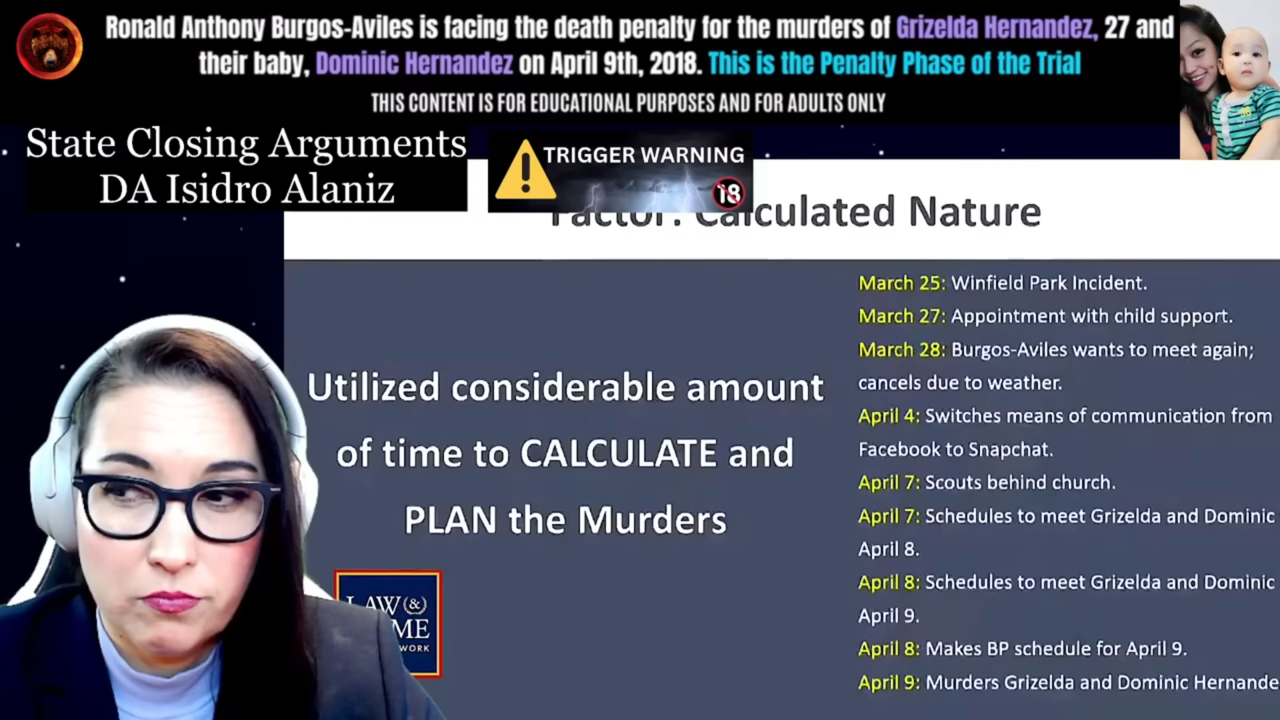 Ronald Anthony Burgos-Aviles is facing the death penalty for the murders of Grizelda Hernandez, 27 and
their baby, Dominic Hernandez on April 9th, 2018. This is the Penalty Phase of the Trial
THIS CONTENT IS FOR EDUCATIONAL PURPOSES AND FOR ADULTS ONLY
State Closing Arguments
DA Isidro Alaniz
TRIGGER WARNING
18
Factor: Calculated Nature
Utilized considerable amount
of time to CALCULATE and
PLAN the Murders
March 25: Winfield Park Incident.
March 27: Appointment with child support.
March 28: Burgos-Aviles wants to meet again;
cancels due to weather.
April 4: Switches means of communication from
Facebook to Snapchat.
April 7: Scouts behind church.
April 7: Schedules to meet Grizelda and Dominic
April 8.
April 8: Schedules to meet Grizelda and Dominic
April 9.
April 8: Makes BP schedule for April 9.
April 9: Murders Grizelda and Dominic Hernande
LAW &
ME
WORK